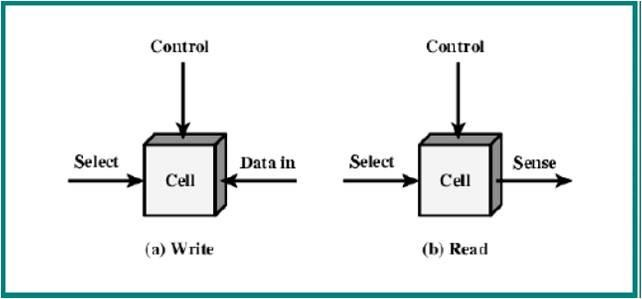 Control
Select
Cell
Data in
(a) Write
Control
Select
Cell
Sense
(b) Read